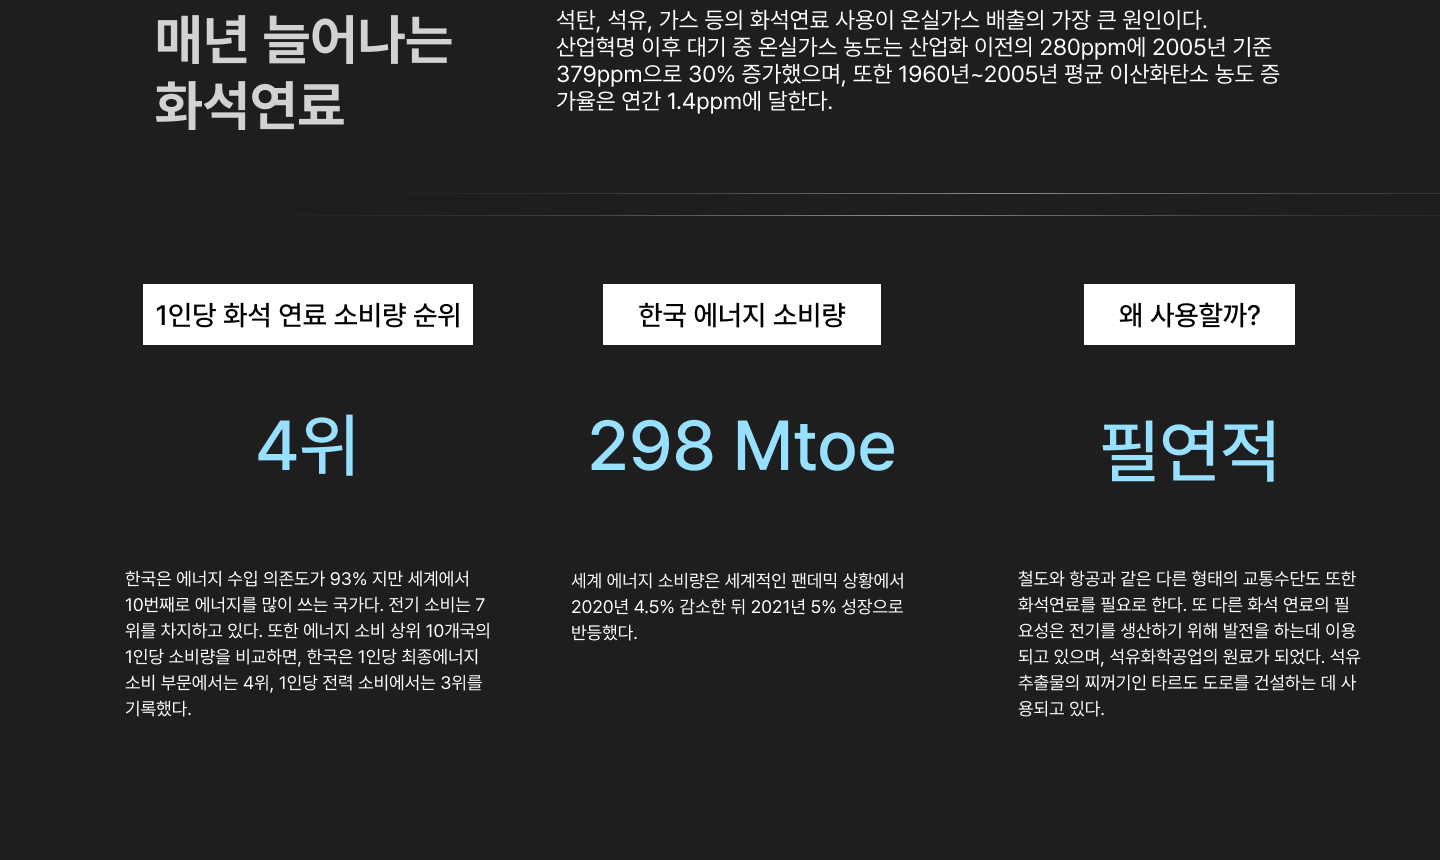 매년 늘어나는
화석연료
석탄, 석유, 가스 등의 화석연료 사용이 온실가스 배출의 가장 큰 원인이다.
산업혁명 이후 대기 중 온실가스 농도는 산업화 이전의 280ppm에 2005년 기준
379ppm으로 30% 증가했으며, 또한 1960년~2005년 평균 이산화탄소 농도 증
가율은 연간 1.4ppm에 달한다.
1인당 화석 연료 소비량 순위
4위
한국은 에너지 수입 의존도가 93% 지만 세계에서
10번째로 에너지를 많이 쓰는 국가다. 전기 소비는 7
위를 차지하고 있다. 또한 에너지 소비 상위 10개국의
1인당 소비량을 비교하면, 한국은 1인당 최종에너지
소비 부문에서는 4위, 1인당 전력 소비에서는 3위를
기록했다.
한국 에너지 소비량
298 Mtoe
세계 에너지 소비량은 세계적인 팬데믹 상황에서
2020년 4.5% 감소한 뒤 2021년 5% 성장으로
반등했다.
왜 사용할까?
필연적
철도와 항공과 같은 다른 형태의 교통수단도 또한
화석연료를 필요로 한다. 또 다른 화석 연료의 필
요성은 전기를 생산하기 위해 발전을 하는데 이용
되고 있으며, 석유화학공업의 원료가 되었다. 석유
추출물의 찌꺼기인 타르도 도로를 건설하는 데 사
용되고 있다.